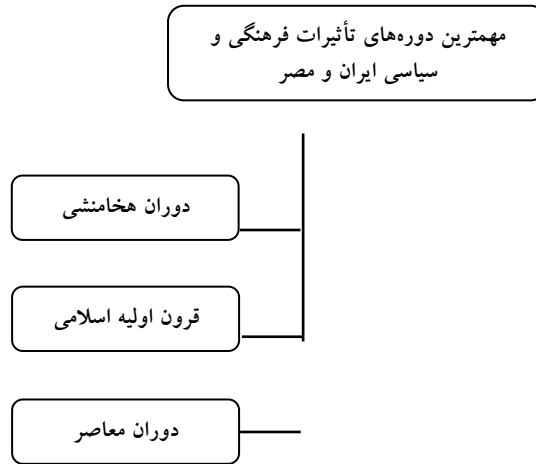 مهمترین دوره‌های تأثیرات فرهنگی و
سیاسی ایران و مصر
دوران هخامنشی
قرون اولیه اسلامی
دوران معاصر